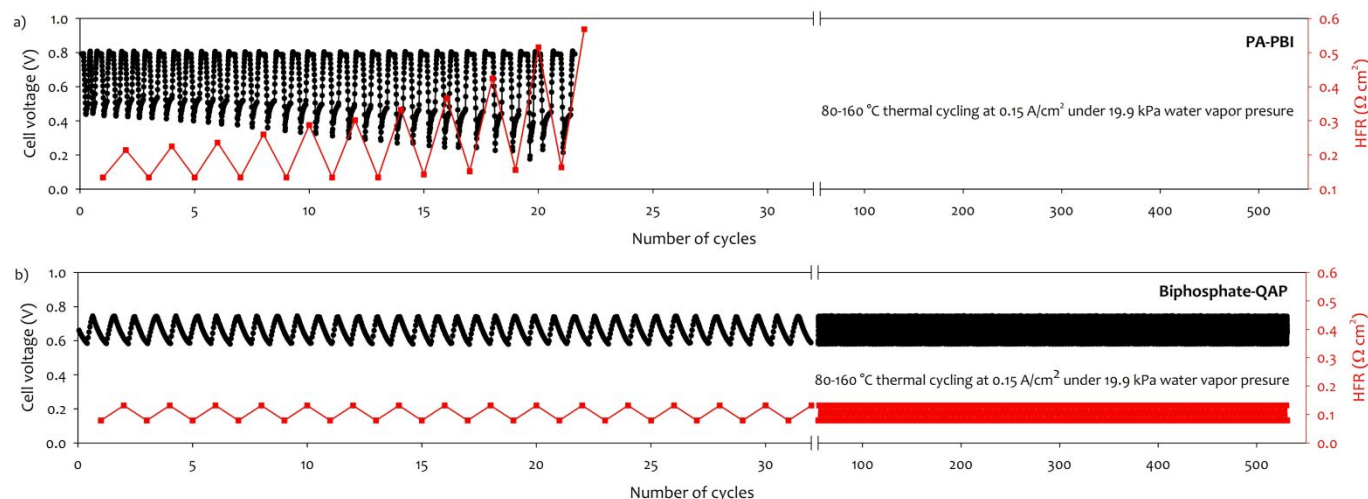 a)
1.0
0.8
0.6
0.4
0.2
0.0
Cell voltage (V)
0.6
0.5
0.4
0.3
0.2
0.1
HFR (Ω cm²)
PA-PBI
80-160 °C thermal cycling at 0.15 A/cm² under 19.9 kPa water vapor presure
0 5 10 15 20 25 30 100 200 300 400 500
Number of cycles
Number of cycles
b)
1.0
0.8
0.6
0.4
0.2
0.0
Cell voltage (V)
0.6
0.5
0.4
0.3
0.2
0.1
0.0
HFR (Ω cm²)
Biphosphate-QAP
80-160 °C thermal cycling at 0.15 A/cm² under 19.9 kPa water vapor presure
0 5 10 15 20 25 30 100 200 300 400 500
Number of cycles
Number of cycles